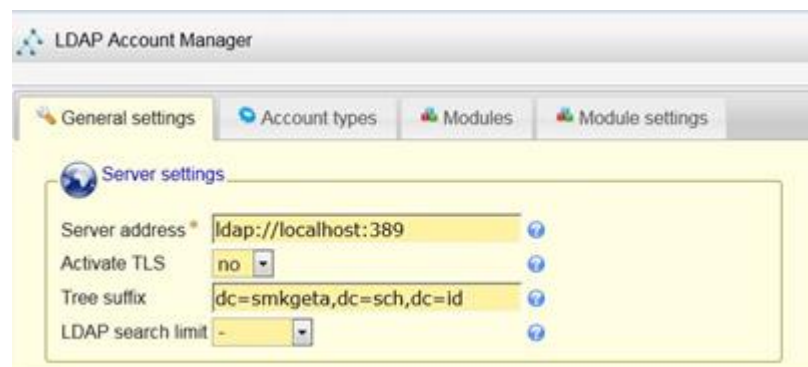 LDAP Account Manager
General settings Account types Modules Module settings
Server settings
Server address * ldap://localhost:389
Activate TLS no
Tree suffix dc=smkgeta,dc=sch,dc=id
LDAP search limit -